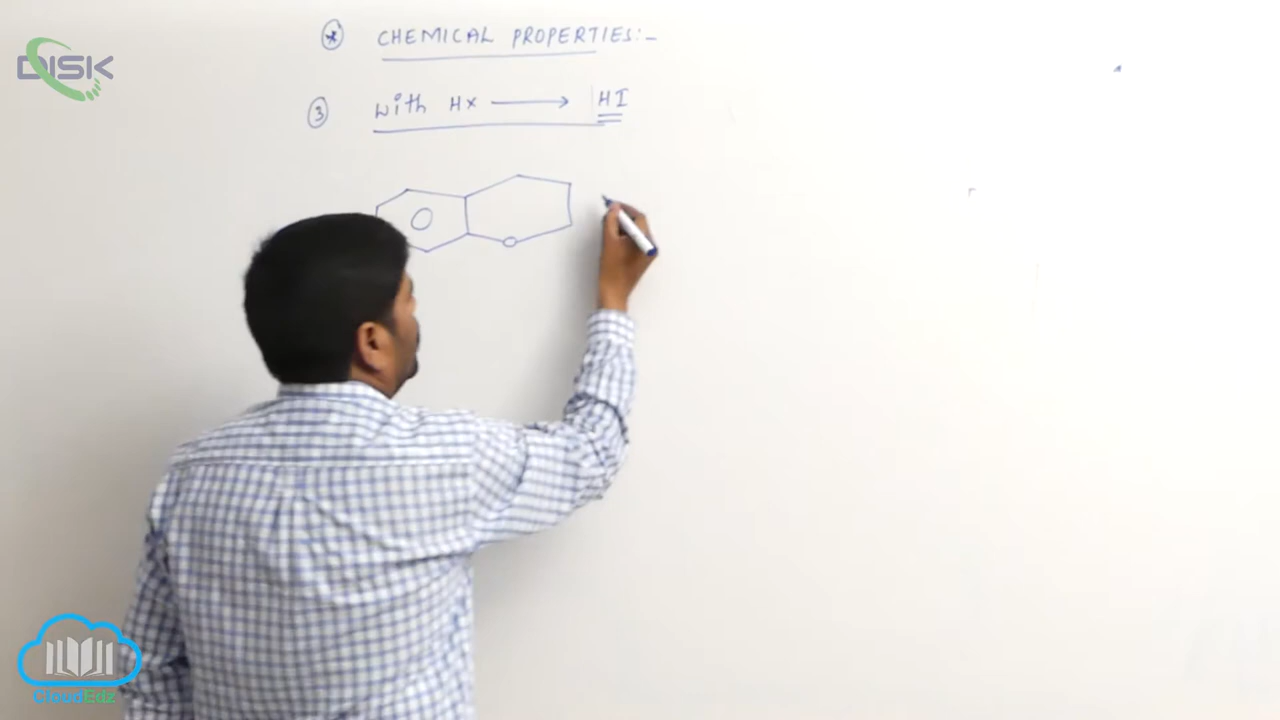 DISK
* CHEMICAL PROPERTIES:-
3 with HX → HI
O
CloudEdz